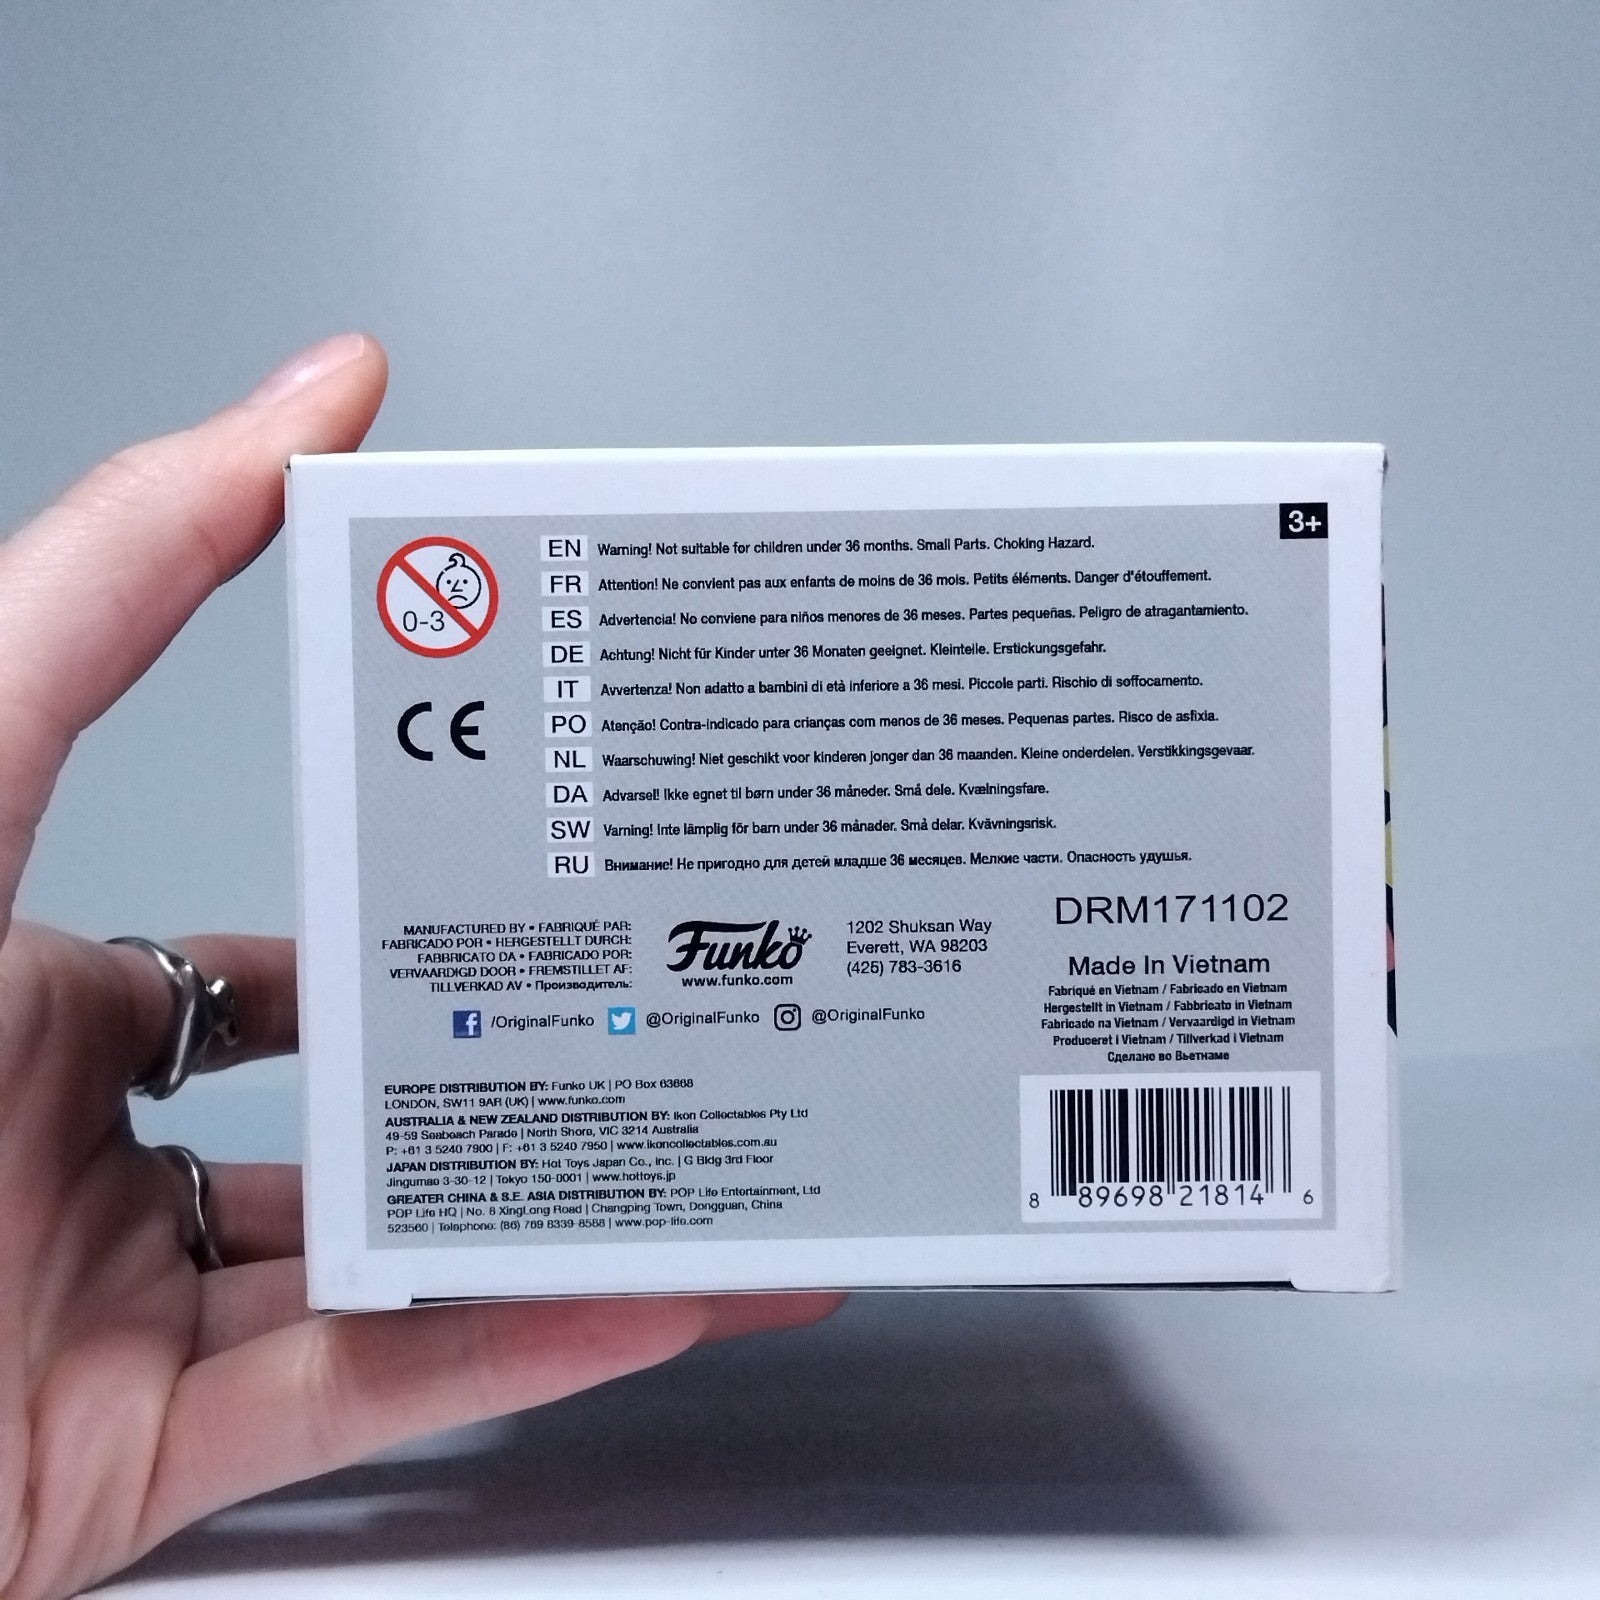 3+
0-3
EN Warning! Not suitable for children under 36 months. Small Parts. Choking Hazard.
FR Attention! Ne convient pas aux enfants de moins de 36 mois. Petits éléments. Danger d'étouffement.
ES Advertencia! No conviene para niños menores de 36 meses. Partes pequeñas. Peligro de atragantamiento.
DE Achtung! Nicht für Kinder unter 36 Monaten geeignet. Kleinteile. Erstickungsgefahr.
IT Avvertenza! Non adatto a bambini di età inferiore a 36 mesi. Piccole parti. Rischio di soffocamento.
PO Atenção! Contra-indicado para crianças com menos de 36 meses. Pequenas partes. Risco de asfixia.
NL Waarschuwing! Niet geschikt voor kinderen jonger dan 36 maanden. Kleine onderdelen. Verstikkingsgevaar.
DA Advarsel! Ikke egnet til børn under 36 måneder. Små dele. Kvælningsfare.
SW Varning! Inte lämplig för barn under 36 månader. Små delar. Kvävningsrisk.
RU Внимание! Не пригодно для детей младше 36 месяцев. Мелкие части. Опасность удушья.
CE
MANUFACTURED BY • FABRIQUÉ PAR:
FABRICADO POR • HERGESTELLT DURCH:
FABBRICATO DA • FABRICADO POR:
VERVAARDIGD DOOR • FREMSTILLET AF:
TILLVERKAD AV • Производитель:
Funko
www.funko.com
1202 Shuksan Way
Everett, WA 98203
(425) 783-3616
/OriginalFunko @OriginalFunko @OriginalFunko
DRM171102
Made In Vietnam
Fabriqué en Vietnam / Fabricado en Vietnam
Hergestellt in Vietnam / Fabbricato in Vietnam
Fabricado na Vietnam / Vervaardigd in Vietnam
Produceret i Vietnam / Tillverkad i Vietnam
Сделано во Вьетнаме
EUROPE DISTRIBUTION BY: Funko UK | PO Box 63668
LONDON, SW11 9AR (UK) | www.funko.com
AUSTRALIA & NEW ZEALAND DISTRIBUTION BY: Ikon Collectables Pty Ltd
49-59 Seabeach Parade | North Shore, VIC 3214 Australia
P: +61 3 5240 7900 | F: +61 3 5240 7950 | www.ikoncollectables.com.au
JAPAN DISTRIBUTION BY: Hot Toys Japan Co., Inc. | G Bldg 3rd Floor
Jingumae 3-30-12 | Tokyo 150-0001 | www.hottoys.jp
GREATER CHINA & S.E. ASIA DISTRIBUTION BY: POP Life Entertainment, Ltd
POP Life HQ | No. 8 XingLang Road | Changping Town, Dongguan, China
523560 | Telephone: (86) 769 8339-8588 | www.pop-life.com
8 89698 21814 6